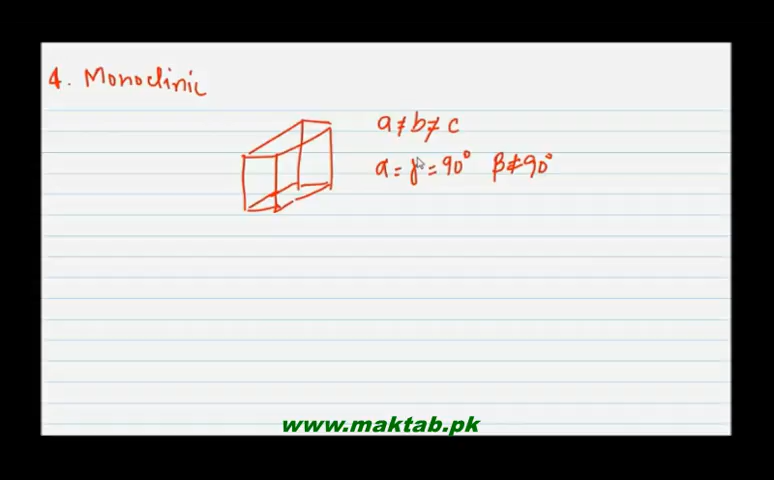 4. Monoclinic
a ≠ b ≠ c
α = γ = 90° β ≠ 90°
www.maktab.pk